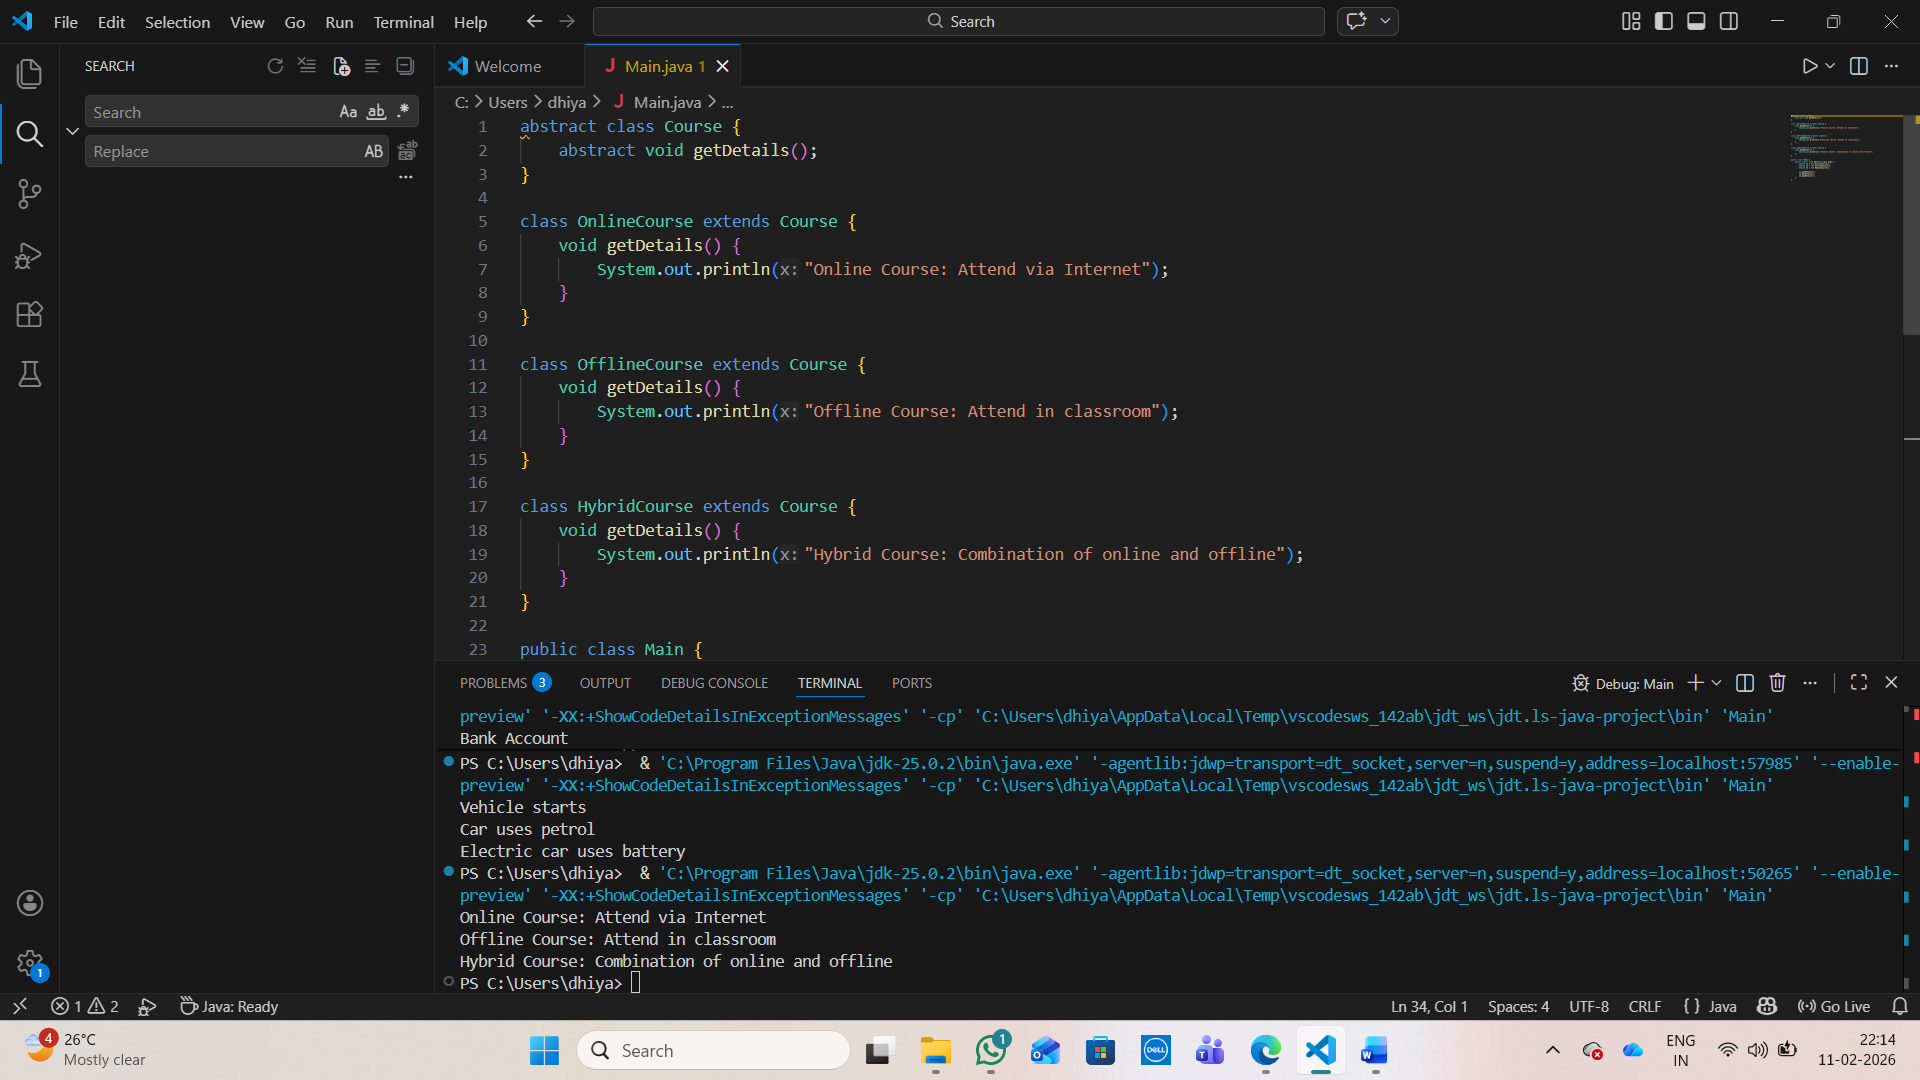 File Edit Selection View Go Run Terminal Help
Search
SEARCH
Search
Aa ab .*
Replace
AB
Welcome
J Main.java 1
C: > Users > dhiya > J Main.java > ...
1 abstract class Course {
2 abstract void getDetails();
3 }
4
5 class OnlineCourse extends Course {
6 void getDetails() {
7 System.out.println(x: "Online Course: Attend via Internet");
8 }
9 }
10
11 class OfflineCourse extends Course {
12 void getDetails() {
13 System.out.println(x: "Offline Course: Attend in classroom");
14 }
15 }
16
17 class HybridCourse extends Course {
18 void getDetails() {
19 System.out.println(x: "Hybrid Course: Combination of online and offline");
20 }
21 }
22
23 public class Main {
PROBLEMS 3 OUTPUT DEBUG CONSOLE TERMINAL PORTS
Debug: Main
preview' '-XX:+ShowCodeDetailsInExceptionMessages' '-cp' 'C:\Users\dhiya\AppData\Local\Temp\vscodesws_142ab\jdt_ws\jdt.ls-java-project\bin' 'Main'
Bank Account
PS C:\Users\dhiya> & 'C:\Program Files\Java\jdk-25.0.2\bin\java.exe' '-agentlib:jdwp=transport=dt_socket,server=n,suspend=y,address=localhost:57985' '--enable-
preview' '-XX:+ShowCodeDetailsInExceptionMessages' '-cp' 'C:\Users\dhiya\AppData\Local\Temp\vscodesws_142ab\jdt_ws\jdt.ls-java-project\bin' 'Main'
Vehicle starts
Car uses petrol
Electric car uses battery
PS C:\Users\dhiya> & 'C:\Program Files\Java\jdk-25.0.2\bin\java.exe' '-agentlib:jdwp=transport=dt_socket,server=n,suspend=y,address=localhost:50265' '--enable-
preview' '-XX:+ShowCodeDetailsInExceptionMessages' '-cp' 'C:\Users\dhiya\AppData\Local\Temp\vscodesws_142ab\jdt_ws\jdt.ls-java-project\bin' 'Main'
Online Course: Attend via Internet
Offline Course: Attend in classroom
Hybrid Course: Combination of online and offline
PS C:\Users\dhiya>
1
1 2 Java: Ready
Ln 34, Col 1 Spaces: 4 UTF-8 CRLF {} Java Go Live
4 26°C
Mostly clear
Search
1
DELL
ENG
IN
22:14
11-02-2026